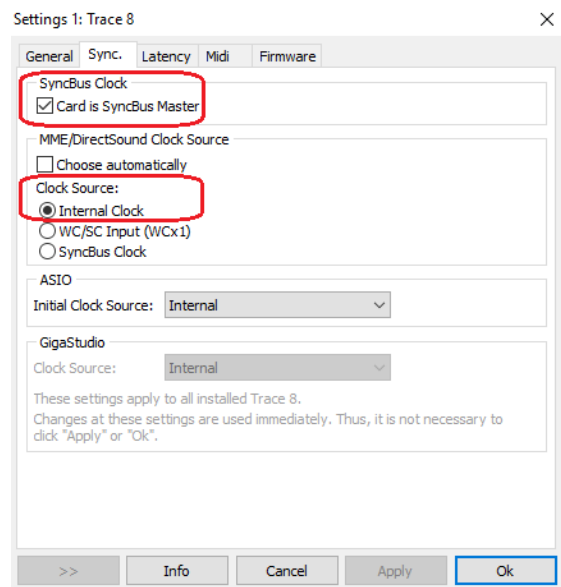 Settings 1: Trace 8
General Sync. Latency Midi Firmware
SyncBus Clock
Card is SyncBus Master
MME/DirectSound Clock Source
Choose automatically
Clock Source:
Internal Clock
WC/SC Input (WCx1)
SyncBus Clock
ASIO
Initial Clock Source: Internal
GigaStudio
Clock Source: Internal
These settings apply to all installed Trace 8.
Changes at these settings are used immediately. Thus, it is not necessary to
click "Apply" or "Ok".
>> Info Cancel Apply Ok